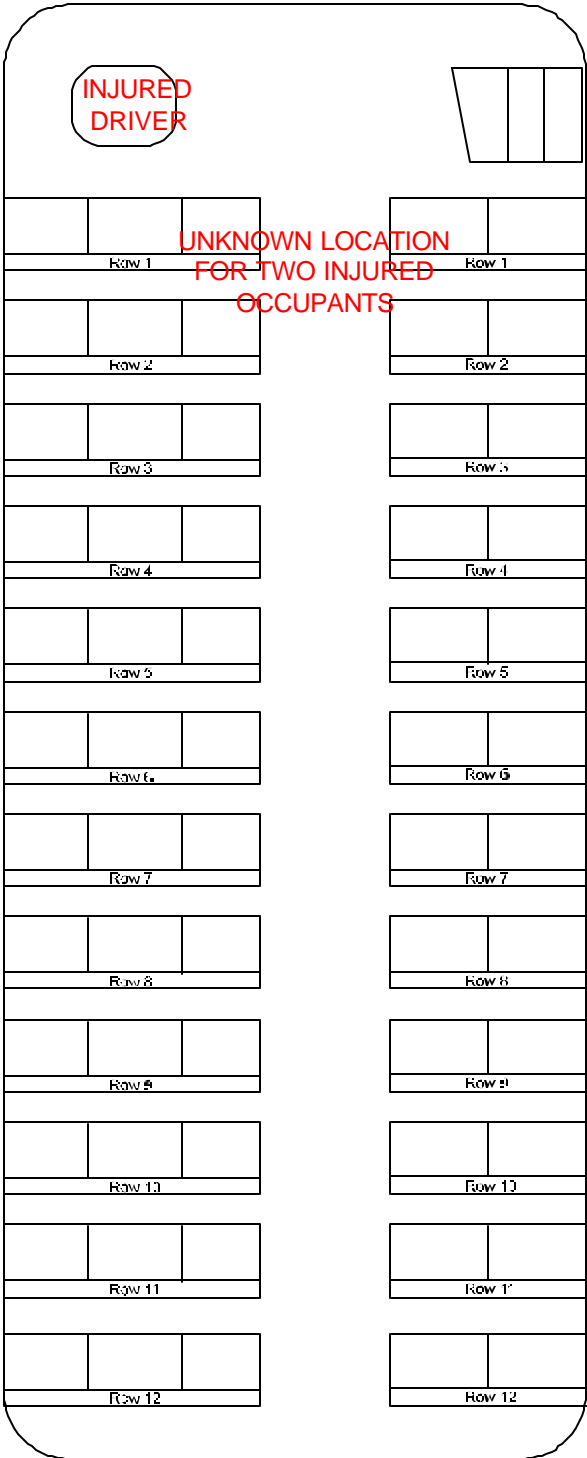 INJURED
DRIVER
UNKNOWN LOCATION
FOR TWO INJURED
OCCUPANTS
Row 1 Row 1
Row 2 Row 2
Row 3 Row 3
Row 4 Row 4
Row 5 Row 5
Row 6 Row 6
Row 7 Row 7
Row 8 Row 8
Row 9 Row 9
Row 10 Row 10
Row 11 Row 11
Row 12 Row 12